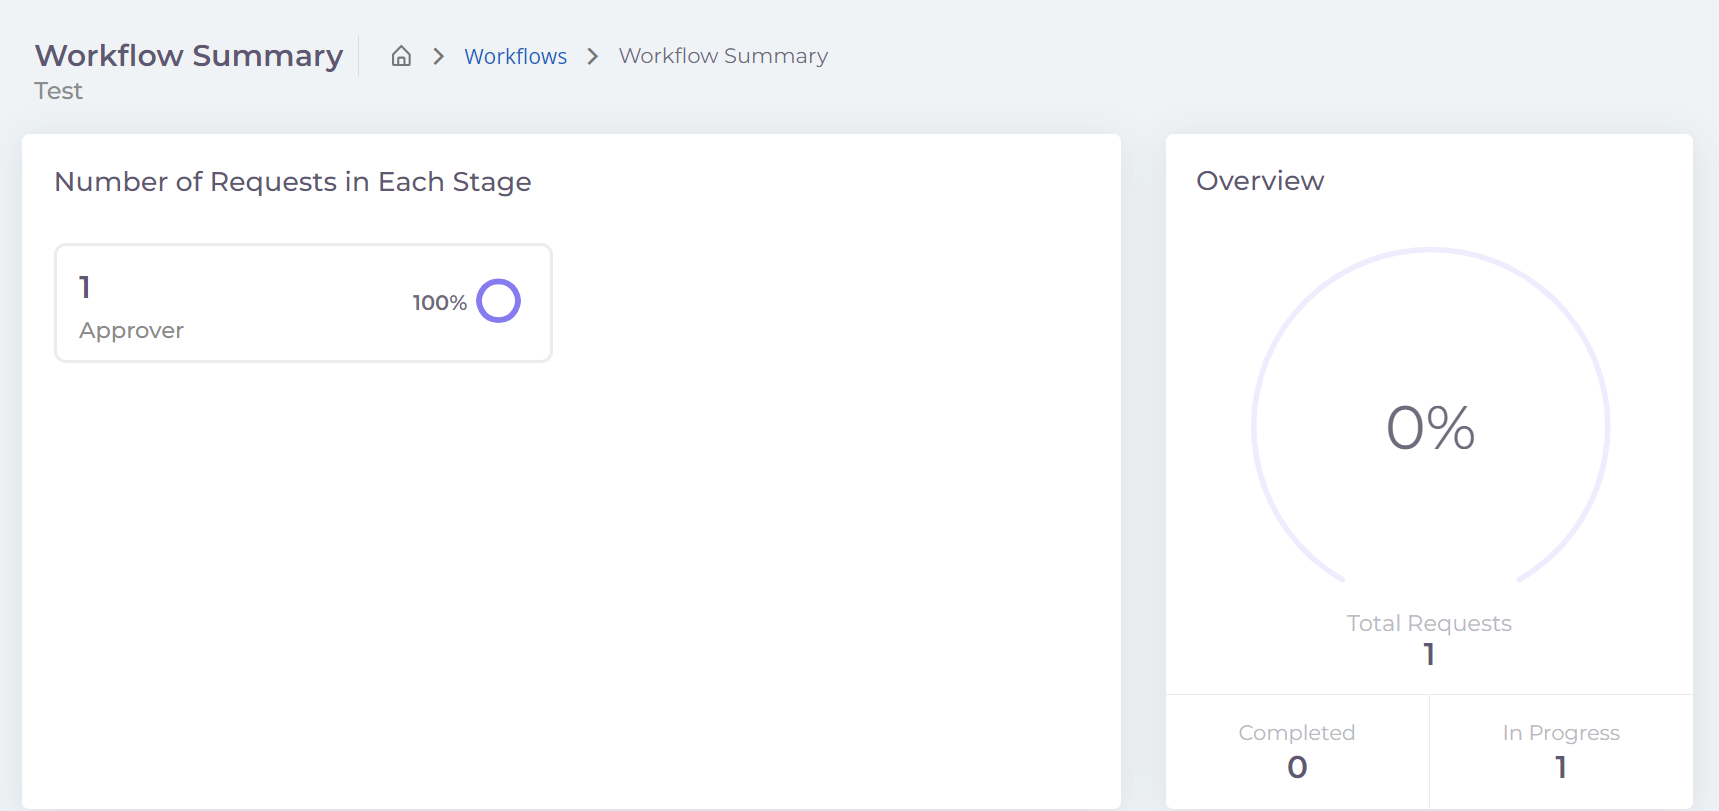 Workflow Summary
Workflows
Workflow Summary
Test
Number of Requests in Each Stage
1
Approver
100%
Overview
0%
Total Requests
1
Completed
0
In Progress
1